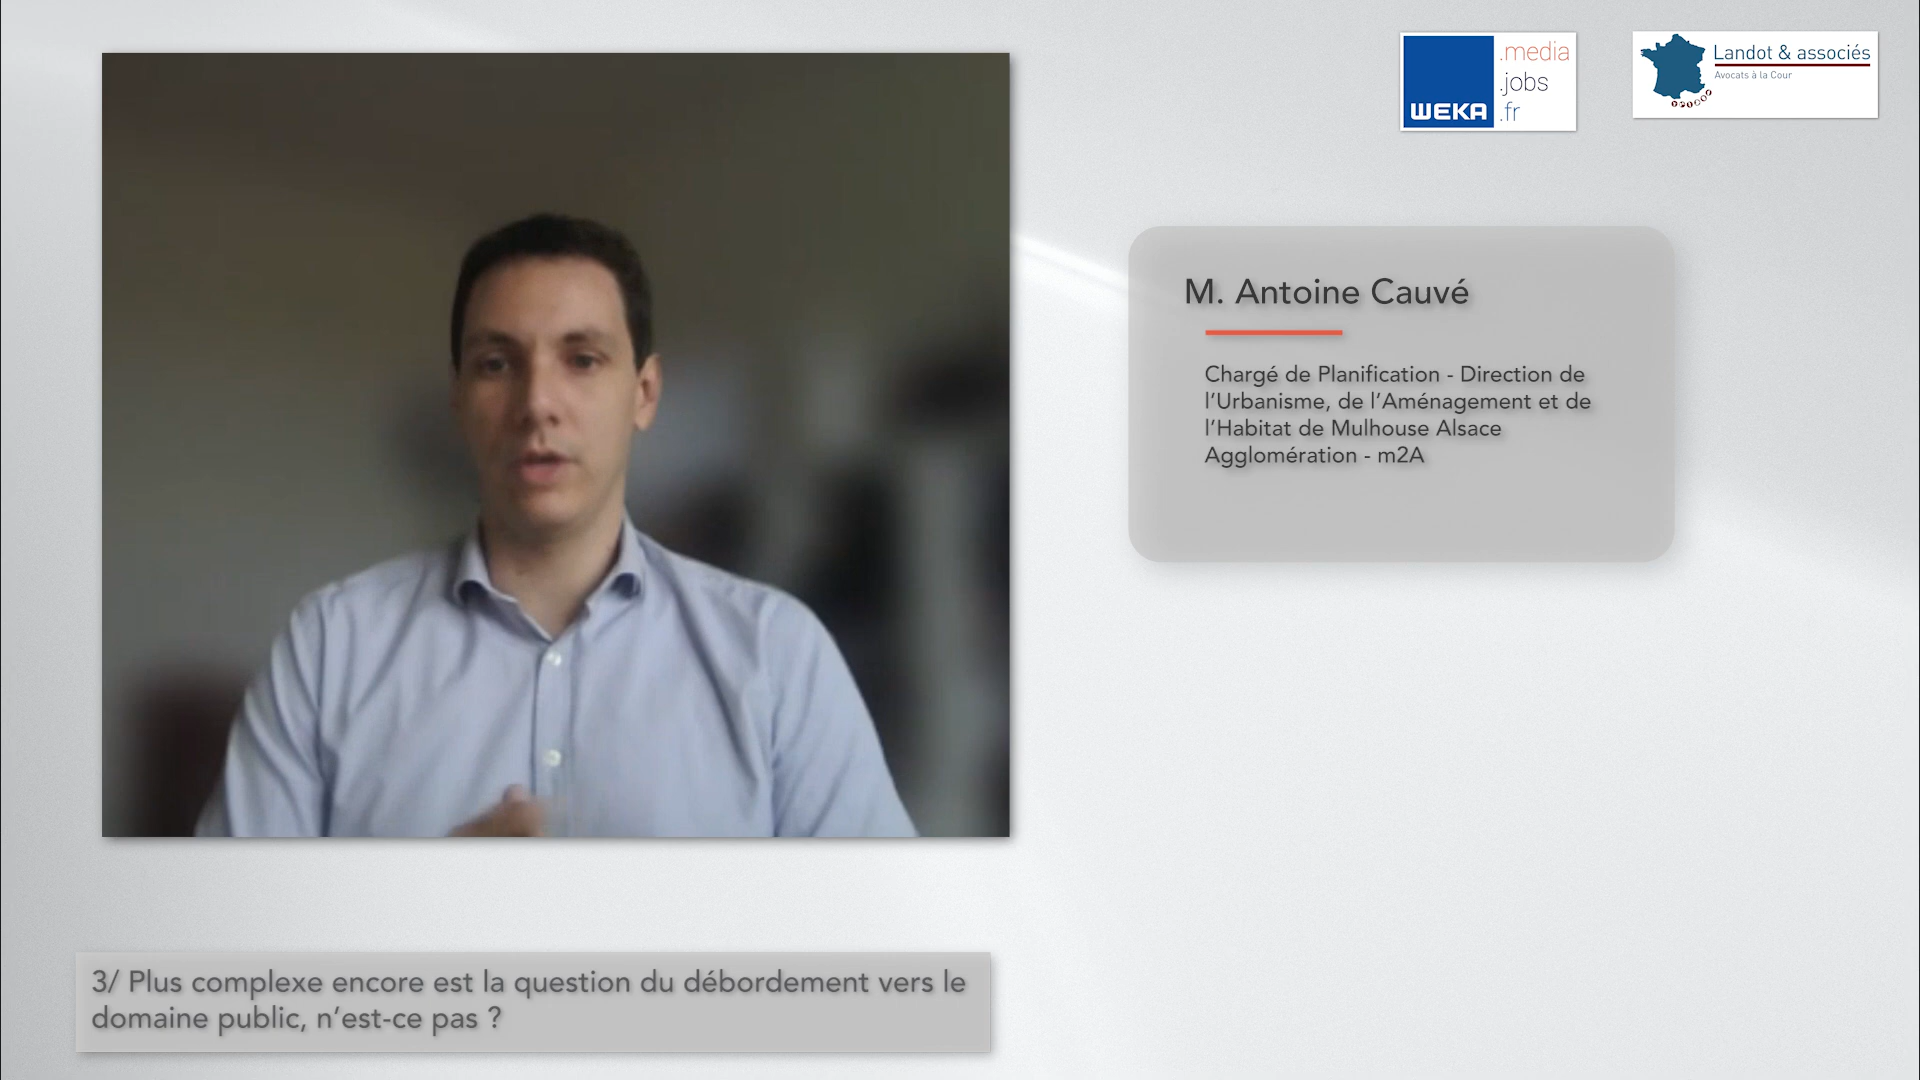 WEKA
.media
.jobs
.fr
Landot & associés
Avocats à la Cour
M. Antoine Cauvé
Chargé de Planification - Direction de
l'Urbanisme, de l'Aménagement et de
l'Habitat de Mulhouse Alsace
Agglomération - m2A
3/ Plus complexe encore est la question du débordement vers le
domaine public, n'est-ce pas ?